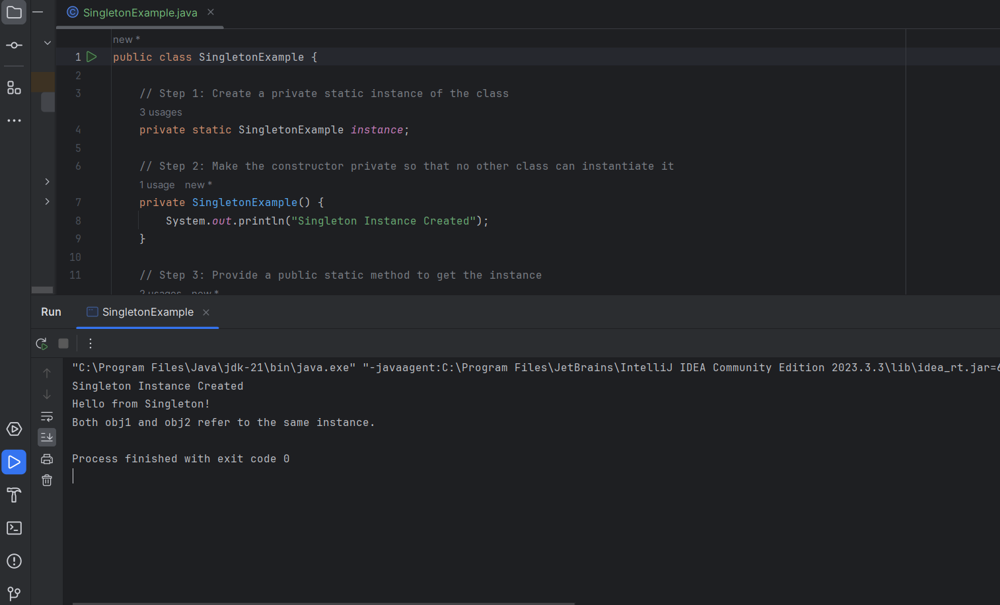 SingletonExample.java
new *
1 public class SingletonExample {
2
3 // Step 1: Create a private static instance of the class
3 usages
4 private static SingletonExample instance;
5
6 // Step 2: Make the constructor private so that no other class can instantiate it
1 usage new *
7 private SingletonExample() {
8 System.out.println("Singleton Instance Created");
9 }
10
11 // Step 3: Provide a public static method to get the instance
2 usages new *
Run SingletonExample
"C:\Program Files\Java\jdk-21\bin\java.exe" "-javaagent:C:\Program Files\JetBrains\IntelliJ IDEA Community Edition 2023.3.3\lib\idea_rt.jar=6
Singleton Instance Created
Hello from Singleton!
Both obj1 and obj2 refer to the same instance.
Process finished with exit code 0